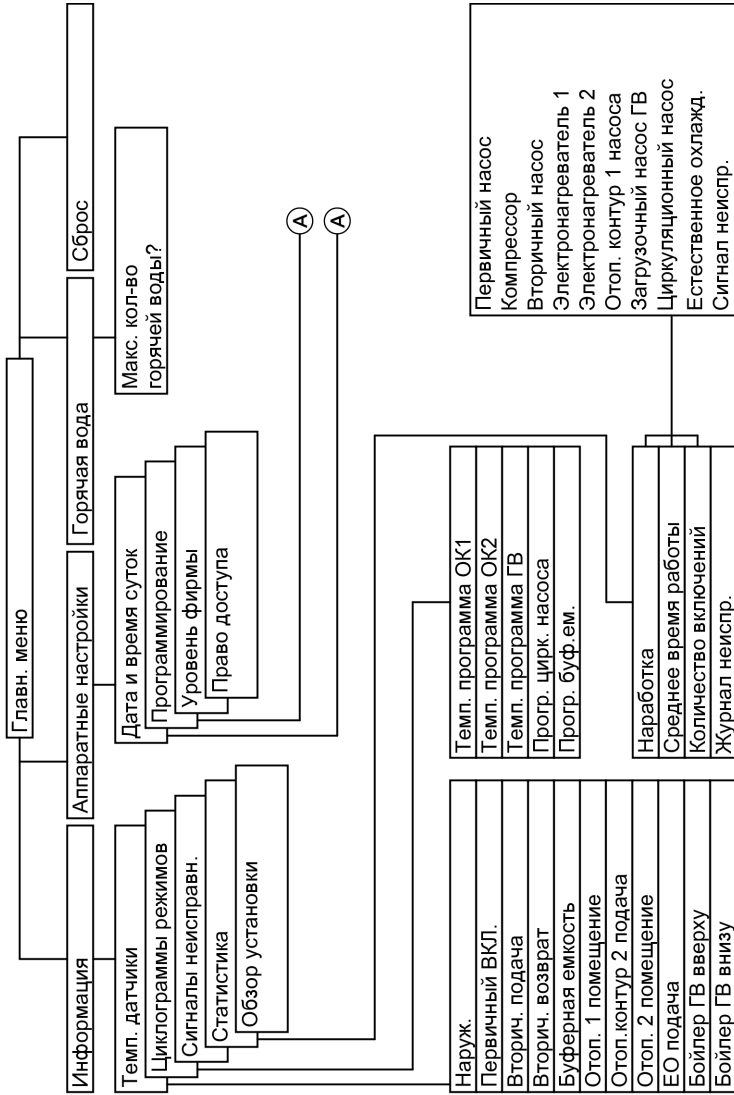 Главн. меню
Информация
Аппаратные настройки
Горячая вода
Сброс
Темп. датчики
Циклограммы режимов
Сигналы неисправн.
Статистика
Обзор установки
Дата и время суток
Программирование
Уровень фирмы
Право доступа
Макс. кол-во
горячей воды?
A
A
Наруж.
Первичный ВКЛ.
Вторич. подача
Вторич. возврат
Буферная емкость
Отоп. 1 помещение
Отоп.контур 2 подача
Отоп. 2 помещение
ЕО подача
Бойлер ГВ вверху
Бойлер ГВ внизу
Темп. программа ОК1
Темп. программа ОК2
Темп. программа ГВ
Прогр. цирк. насоса
Прогр. буф.ем.
Наработка
Среднее время работы
Количество включений
Журнал неиспр.
Первичный насос
Компрессор
Вторичный насос
Электронагреватель 1
Электронагреватель 2
Отоп. контур 1 насоса
Загрузочный насос ГВ
Циркуляционный насос
Естественное охлажд.
Сигнал неиспр.